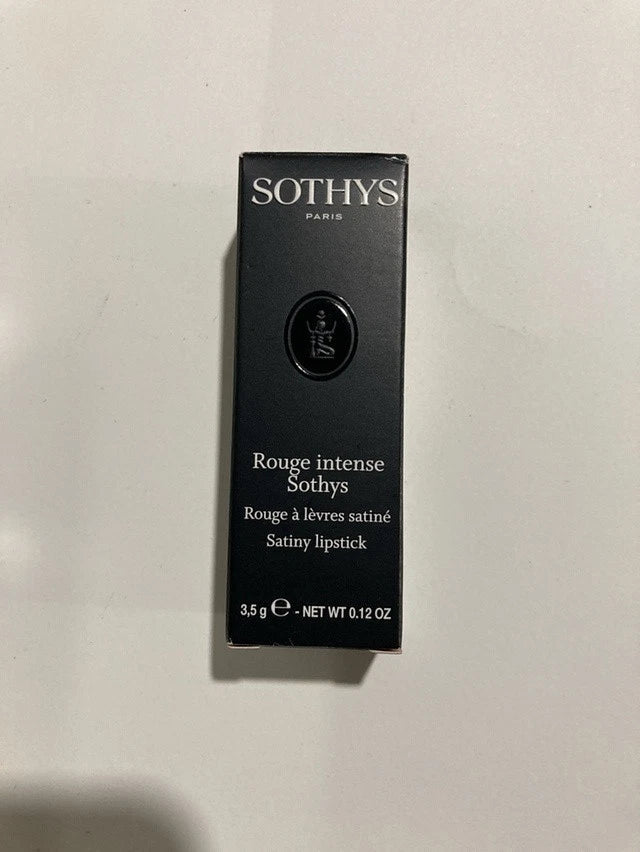 SOTHYS
PARIS
Rouge intense
Sothys
Rouge à lèvres satiné
Satiny lipstick
3,5 g ℮ - NET WT 0.12 OZ